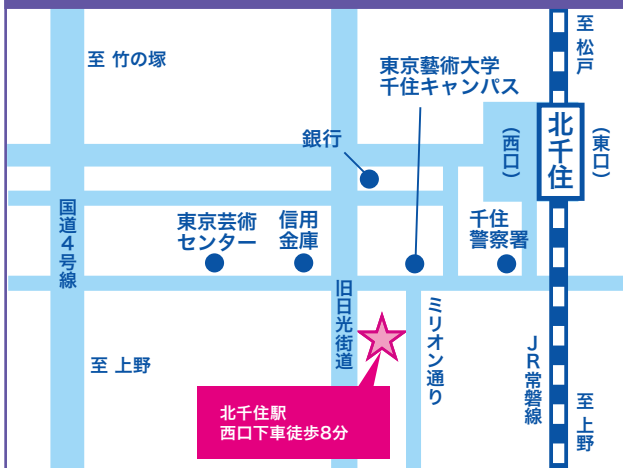 至 竹の塚
東京藝術大学
千住キャンパス
至 松戸
銀行
北千住
（西口）
（東口）
国道4号線
東京芸術
センター
信用
金庫
千住
警察署
旧日光街道
ミリオン通り
JR常磐線
至 上野
至 上野
北千住駅
西口下車徒歩8分